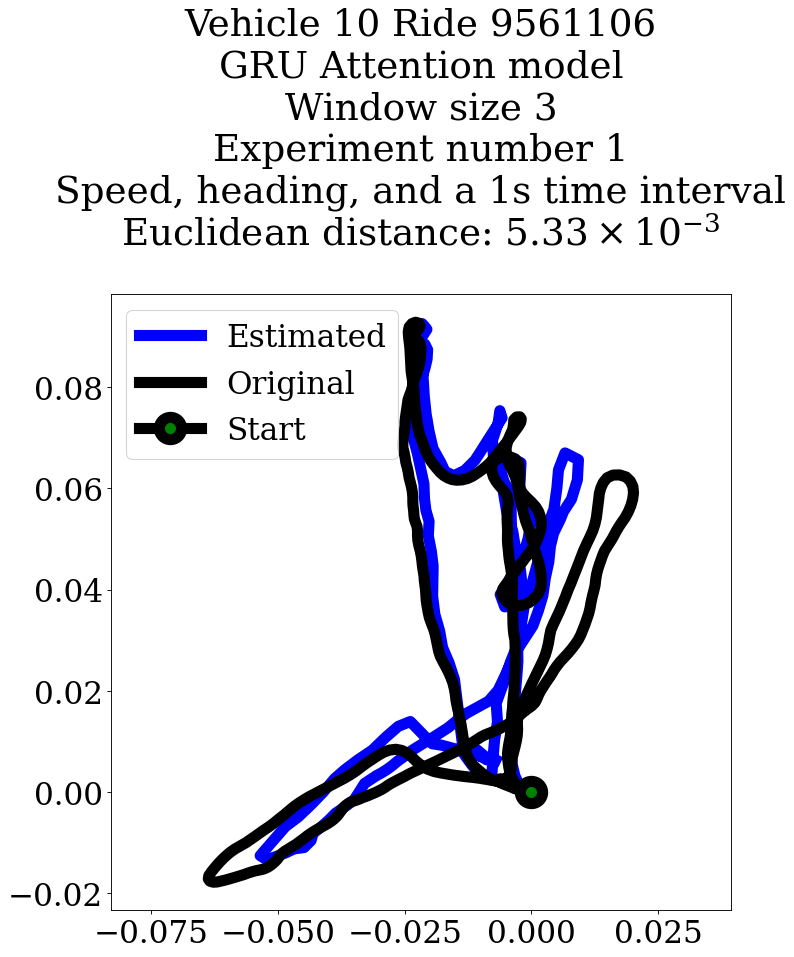 Vehicle 10 Ride 9561106
GRU Attention model
Window size 3
Experiment number 1
Speed, heading, and a 1s time interval
Euclidean distance: 5.33 × 10⁻³
Estimated
Original
Start
0.08
0.06
0.04
0.02
0.00
−0.02
−0.075 −0.050 −0.025 0.000 0.025